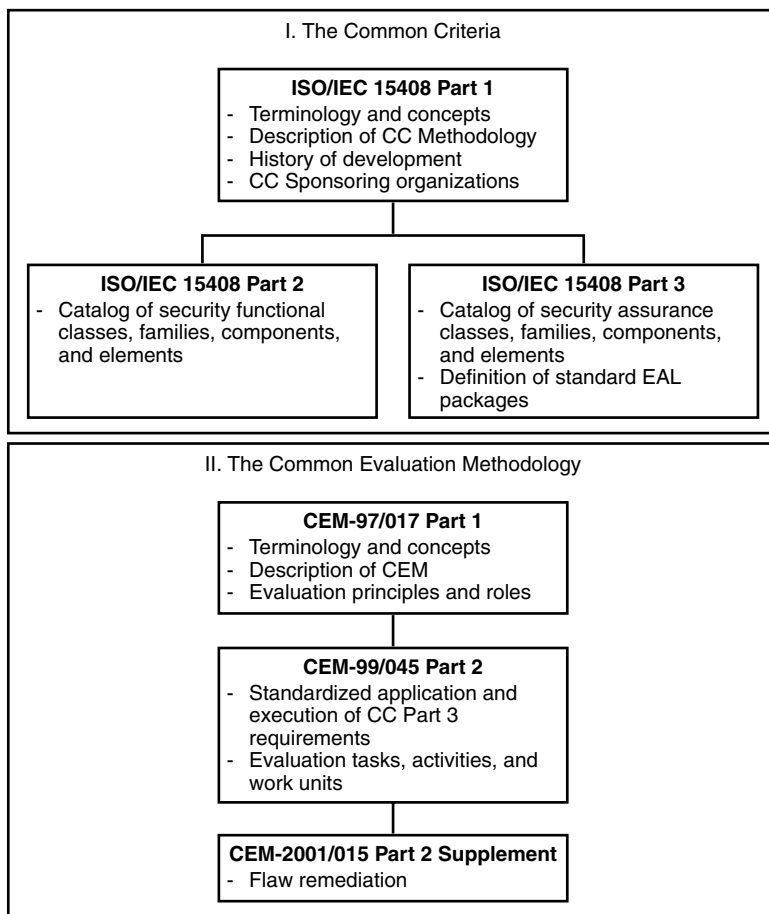 I. The Common Criteria
ISO/IEC 15408 Part 1
- Terminology and concepts
- Description of CC Methodology
- History of development
- CC Sponsoring organizations
ISO/IEC 15408 Part 2
- Catalog of security functional
classes, families, components,
and elements
ISO/IEC 15408 Part 3
- Catalog of security assurance
classes, families, components,
and elements
- Definition of standard EAL
packages
II. The Common Evaluation Methodology
CEM-97/017 Part 1
- Terminology and concepts
- Description of CEM
- Evaluation principles and roles
CEM-99/045 Part 2
- Standardized application and
execution of CC Part 3
requirements
- Evaluation tasks, activities, and
work units
CEM-2001/015 Part 2 Supplement
- Flaw remediation